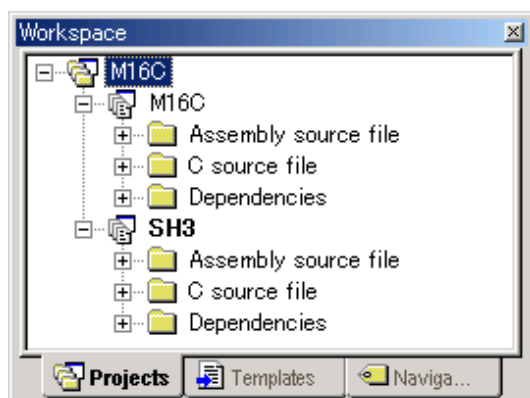 Workspace
M16C
M16C
Assembly source file
C source file
Dependencies
SH3
Assembly source file
C source file
Dependencies
Projects Templates Naviga...